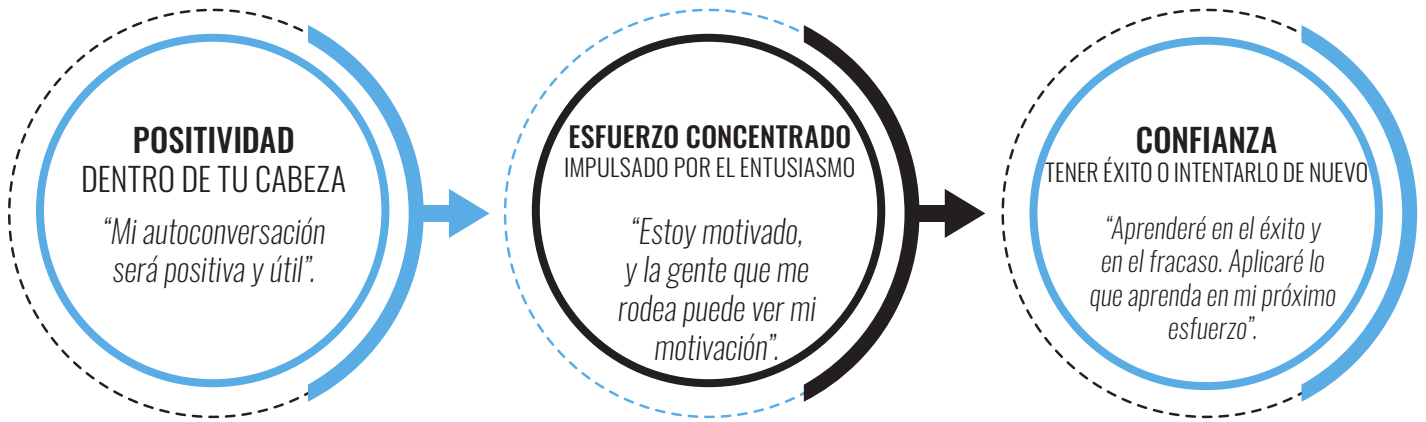 POSITIVIDAD
DENTRO DE TU CABEZA
“Mi autoconversación
será positiva y útil”.
ESFUERZO CONCENTRADO
IMPULSADO POR EL ENTUSIASMO
“Estoy motivado,
y la gente que me
rodea puede ver mi
motivación”.
CONFIANZA
TENER ÉXITO O INTENTARLO DE NUEVO
“Aprenderé en el éxito y
en el fracaso. Aplicaré lo
que aprenda en mi próximo
esfuerzo”.